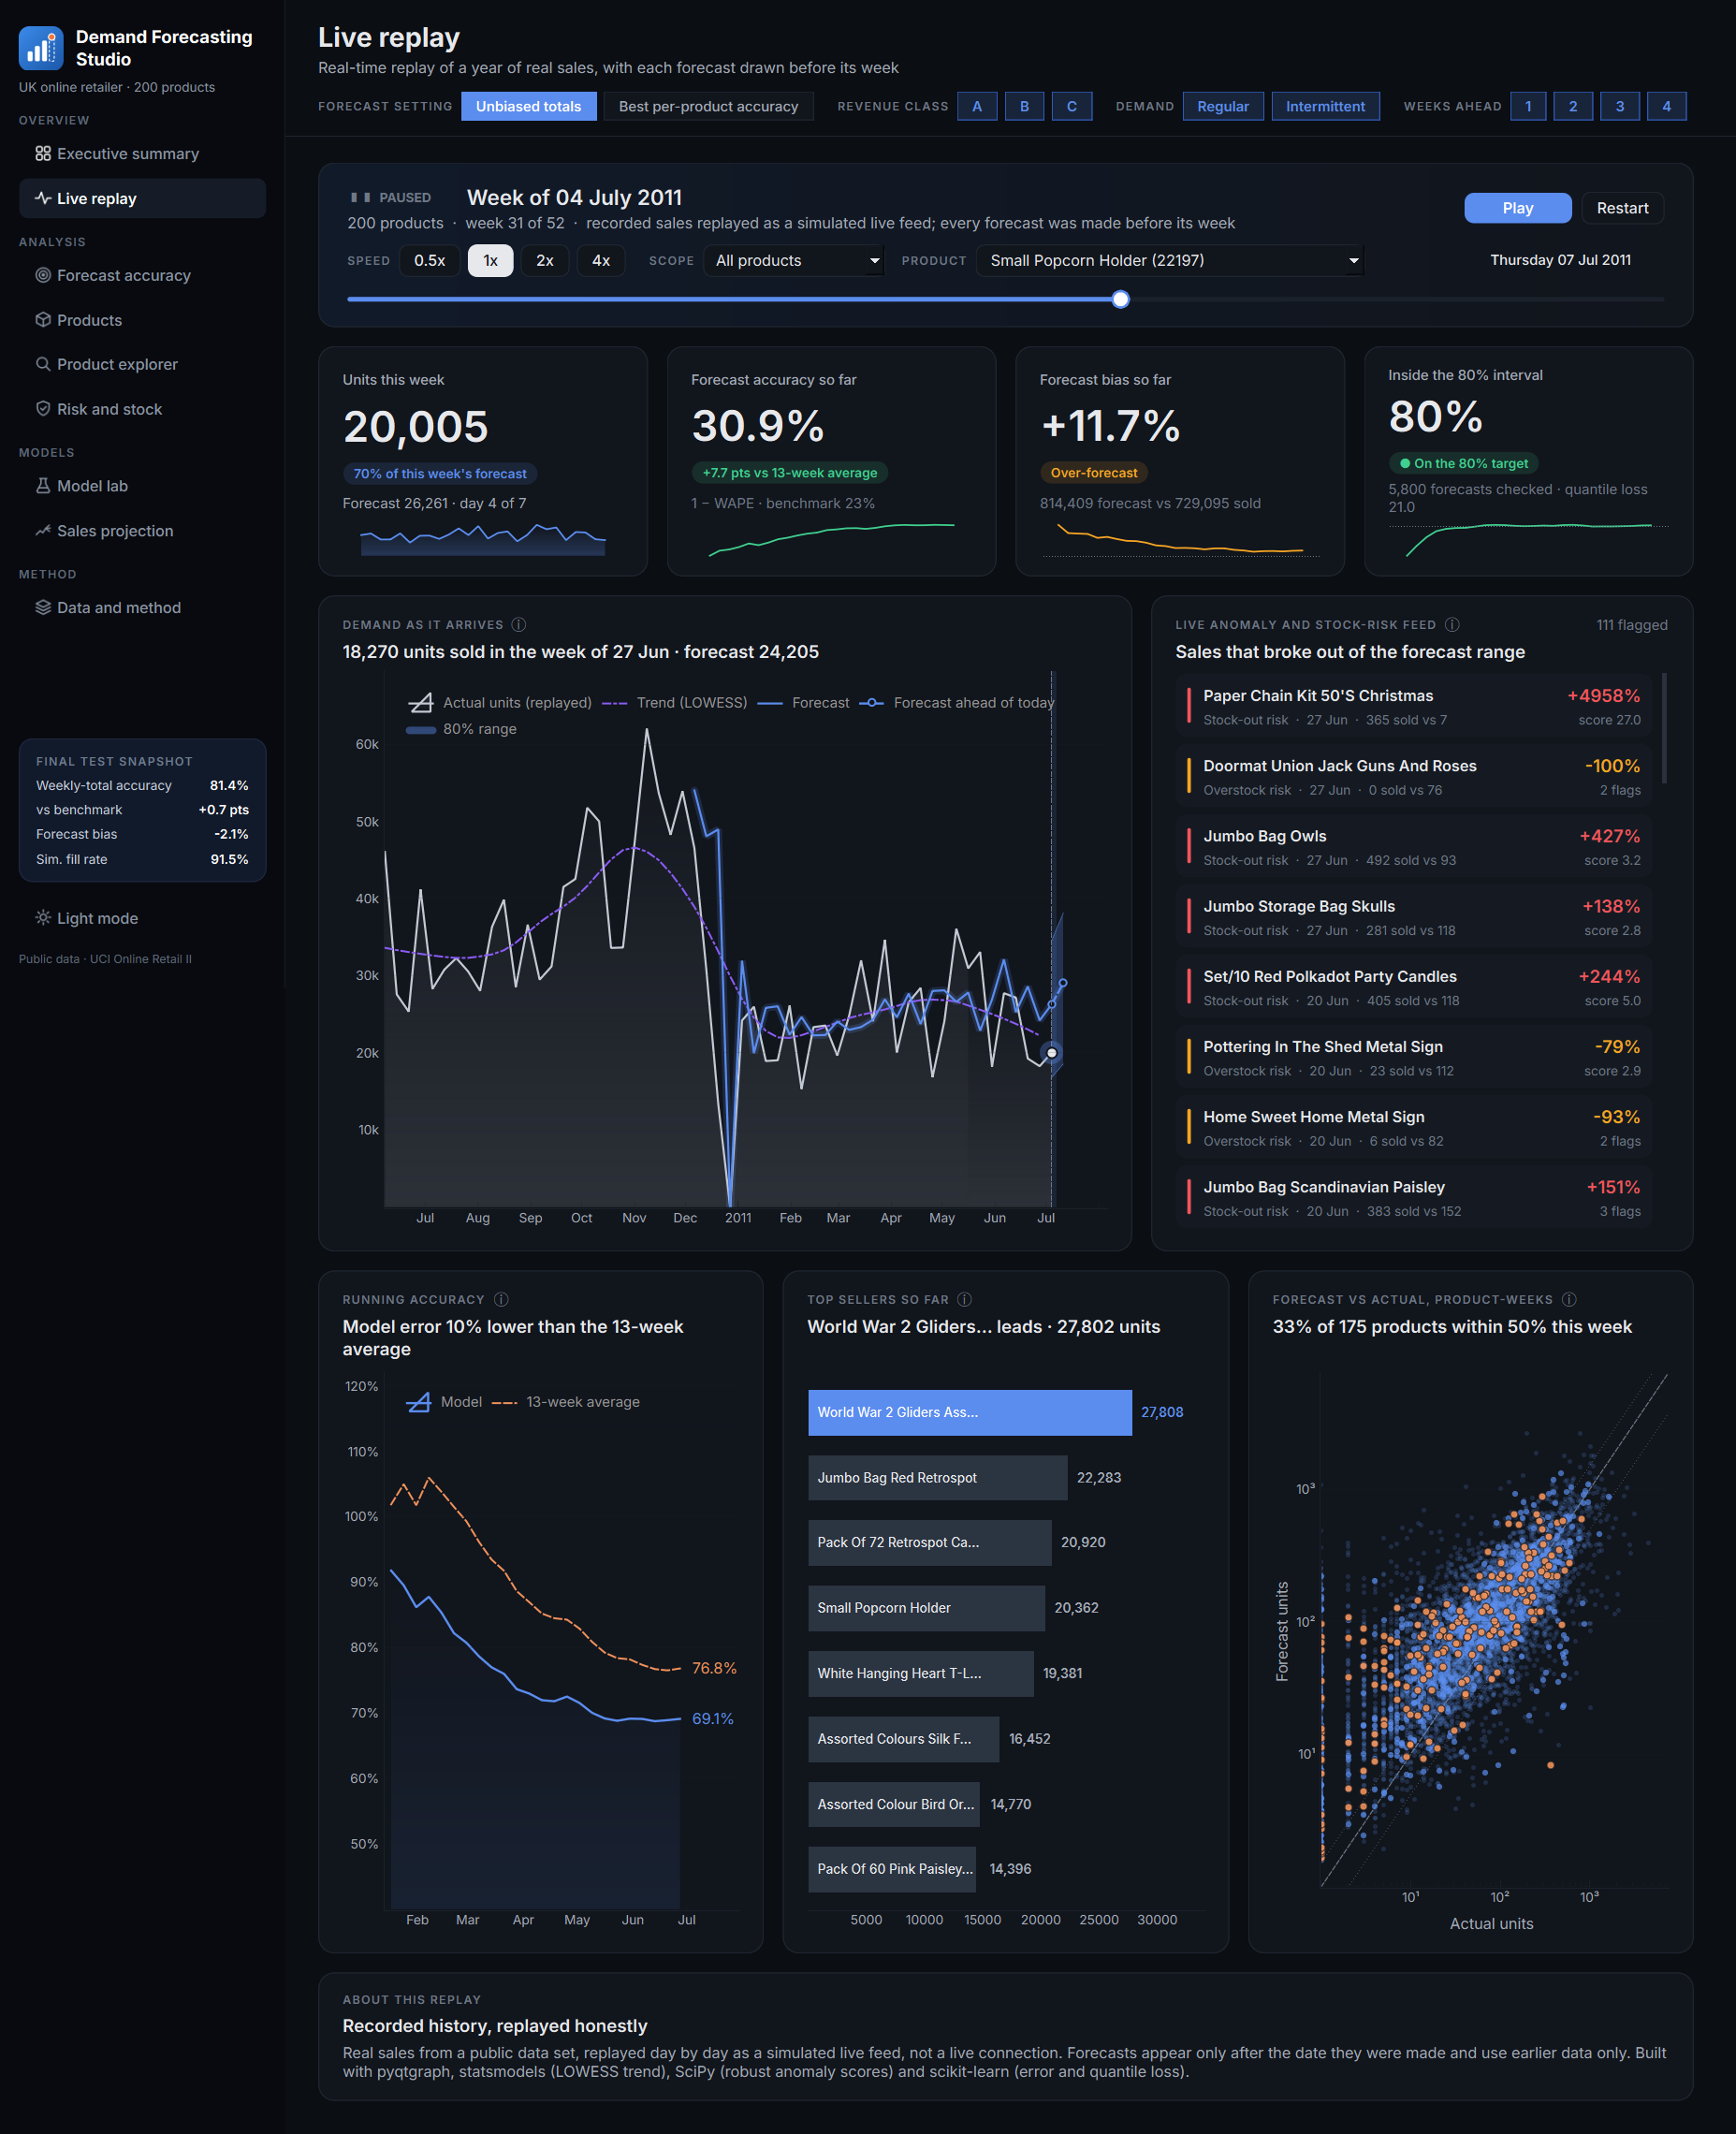 Demand Forecasting
Studio
UK online retailer · 200 products
OVERVIEW
Executive summary
Live replay
ANALYSIS
Forecast accuracy
Products
Product explorer
Risk and stock
MODELS
Model lab
Sales projection
METHOD
Data and method
FINAL TEST SNAPSHOT
Weekly-total accuracy 81.4%
vs benchmark +0.7 pts
Forecast bias -2.1%
Sim. fill rate 91.5%
Light mode
Public data · UCI Online Retail II
Live replay
Real-time replay of a year of real sales, with each forecast drawn before its week
FORECAST SETTING Unbiased totals Best per-product accuracy REVENUE CLASS A B C DEMAND Regular Intermittent WEEKS AHEAD 1 2 3 4
PAUSED Week of 04 July 2011
200 products · week 31 of 52 · recorded sales replayed as a simulated live feed; every forecast was made before its week
Play Restart
SPEED 0.5x 1x 2x 4x SCOPE All products PRODUCT Small Popcorn Holder (22197) Thursday 07 Jul 2011
Units this week
20,005
70% of this week's forecast
Forecast 26,261 · day 4 of 7
Forecast accuracy so far
30.9%
+7.7 pts vs 13-week average
1 − WAPE · benchmark 23%
Forecast bias so far
+11.7%
Over-forecast
814,409 forecast vs 729,095 sold
Inside the 80% interval
80%
On the 80% target
5,800 forecasts checked · quantile loss
21.0
DEMAND AS IT ARRIVES
18,270 units sold in the week of 27 Jun · forecast 24,205
Actual units (replayed) Trend (LOWESS) Forecast Forecast ahead of today
80% range
60k
50k
40k
30k
20k
10k
Jul Aug Sep Oct Nov Dec 2011 Feb Mar Apr May Jun Jul
LIVE ANOMALY AND STOCK-RISK FEED 111 flagged
Sales that broke out of the forecast range
Paper Chain Kit 50'S Christmas +4958%
Stock-out risk · 27 Jun · 365 sold vs 7 score 27.0
Doormat Union Jack Guns And Roses -100%
Overstock risk · 27 Jun · 0 sold vs 76 2 flags
Jumbo Bag Owls +427%
Stock-out risk · 27 Jun · 492 sold vs 93 score 3.2
Jumbo Storage Bag Skulls +138%
Stock-out risk · 27 Jun · 281 sold vs 118 score 2.8
Set/10 Red Polkadot Party Candles +244%
Stock-out risk · 20 Jun · 405 sold vs 118 score 5.0
Pottering In The Shed Metal Sign -79%
Overstock risk · 20 Jun · 23 sold vs 112 score 2.9
Home Sweet Home Metal Sign -93%
Overstock risk · 20 Jun · 6 sold vs 82 2 flags
Jumbo Bag Scandinavian Paisley +151%
Stock-out risk · 20 Jun · 383 sold vs 152 3 flags
RUNNING ACCURACY
Model error 10% lower than the 13-week
average
Model 13-week average
120%
110%
100%
90%
80%
70%
60%
50%
76.8%
69.1%
Feb Mar Apr May Jun Jul
TOP SELLERS SO FAR
World War 2 Gliders... leads · 27,802 units
World War 2 Gliders Ass... 27,808
Jumbo Bag Red Retrospot 22,283
Pack Of 72 Retrospot Ca... 20,920
Small Popcorn Holder 20,362
White Hanging Heart T-L... 19,381
Assorted Colours Silk F... 16,452
Assorted Colour Bird Or... 14,770
Pack Of 60 Pink Paisley... 14,396
5000 10000 15000 20000 25000 30000
FORECAST VS ACTUAL, PRODUCT-WEEKS
33% of 175 products within 50% this week
Forecast units
10³
10²
10¹
10¹ 10² 10³
Actual units
ABOUT THIS REPLAY
Recorded history, replayed honestly
Real sales from a public data set, replayed day by day as a simulated live feed, not a live connection. Forecasts appear only after the date they were made and use earlier data only. Built
with pyqtgraph, statsmodels (LOWESS trend), SciPy (robust anomaly scores) and scikit-learn (error and quantile loss).